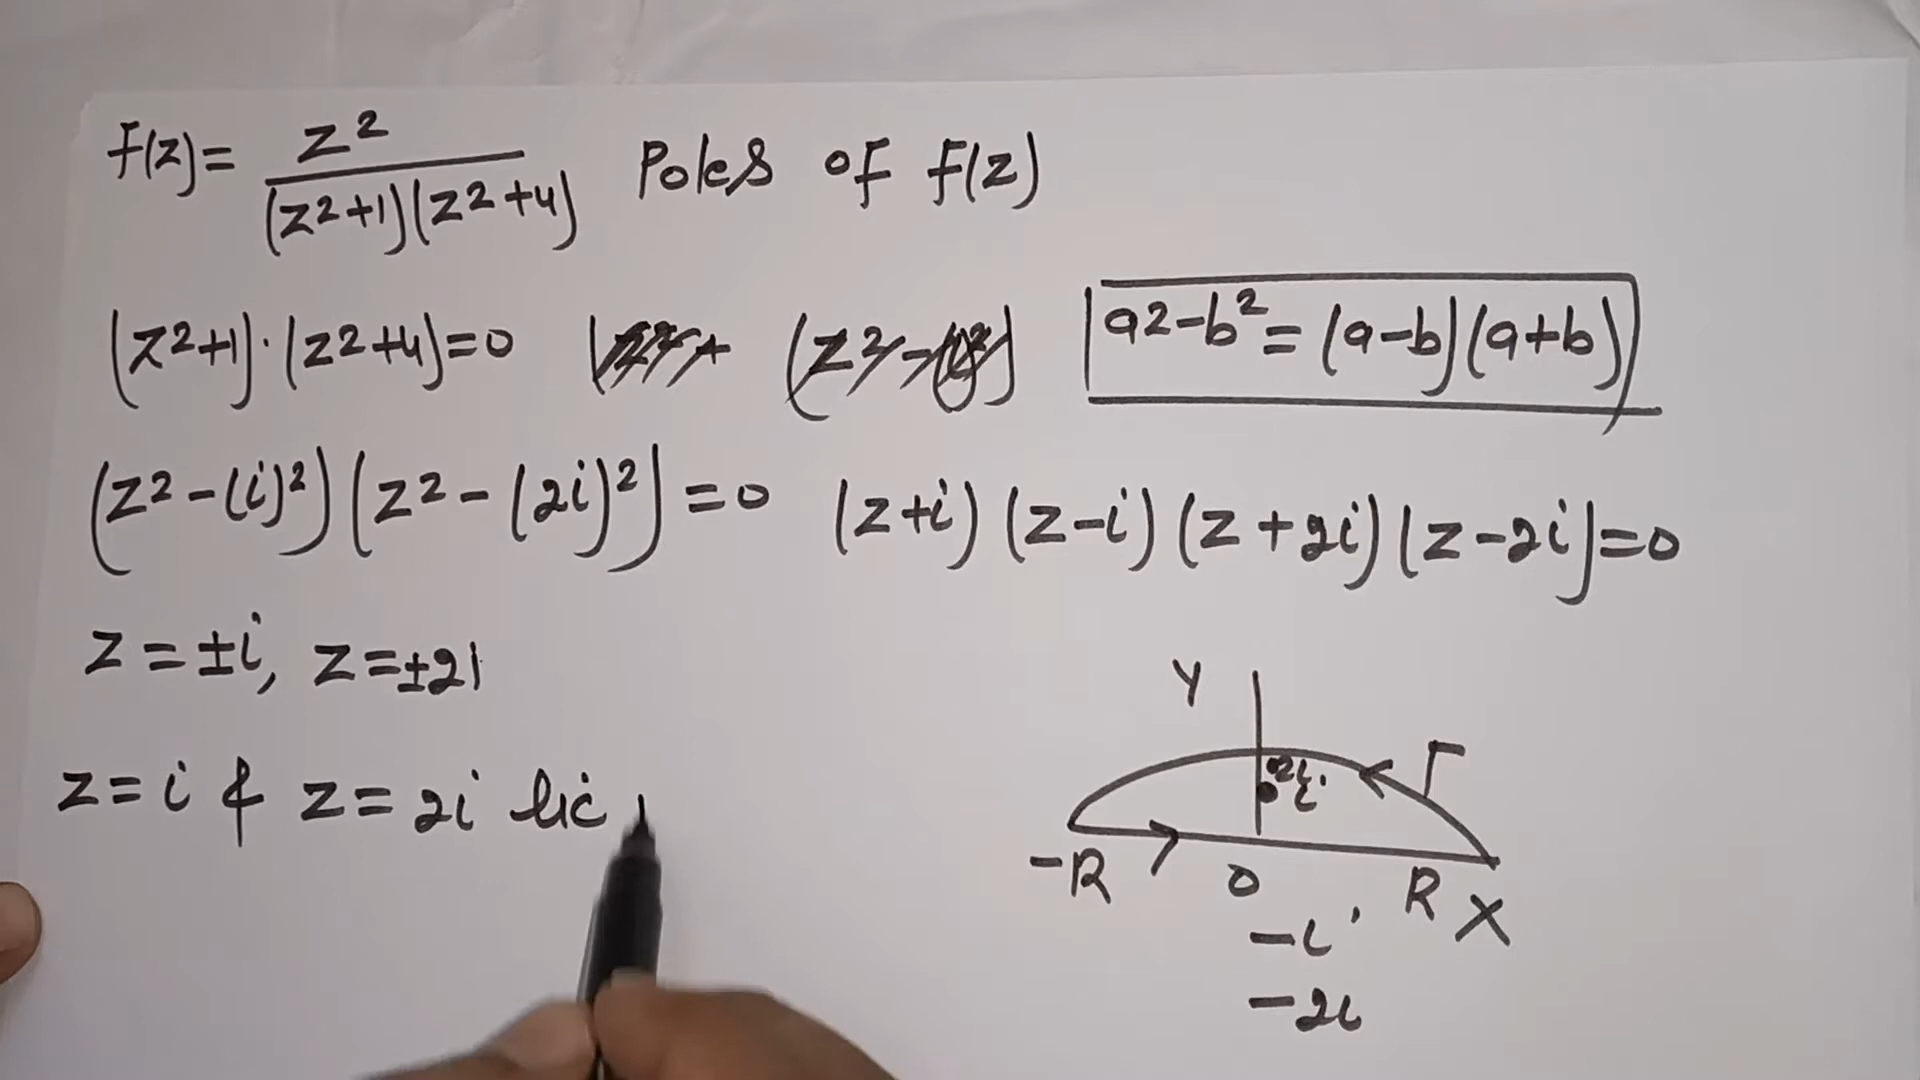 F(z)= z²/(z²+1)(z²+4) Poles of F(z)
(z²+1)·(z²+4)=0 a2-b²=(a-b)(a+b)
(z²-(i)²)(z²-(2i)²)=0 (z+i)(z-i)(z+2i)(z-2i)=0
z=±i, z=±2i
z=i & z=2i lie
Y
2i
i
Γ
-R 0 R X
-i
-2i